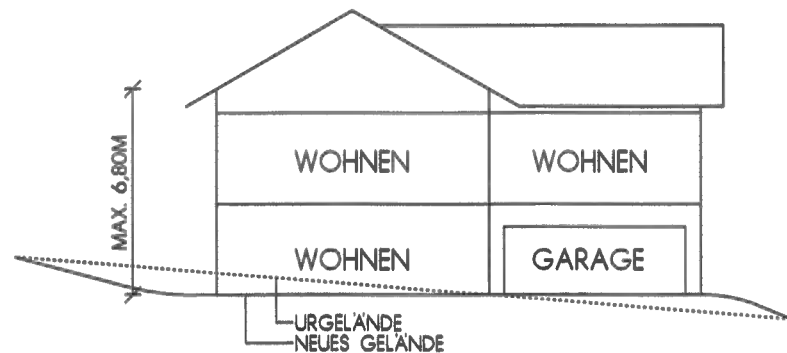 WOHNEN WOHNEN
MAX. 6,80M
WOHNEN GARAGE
URGELÄNDE
NEUES GELÄNDE